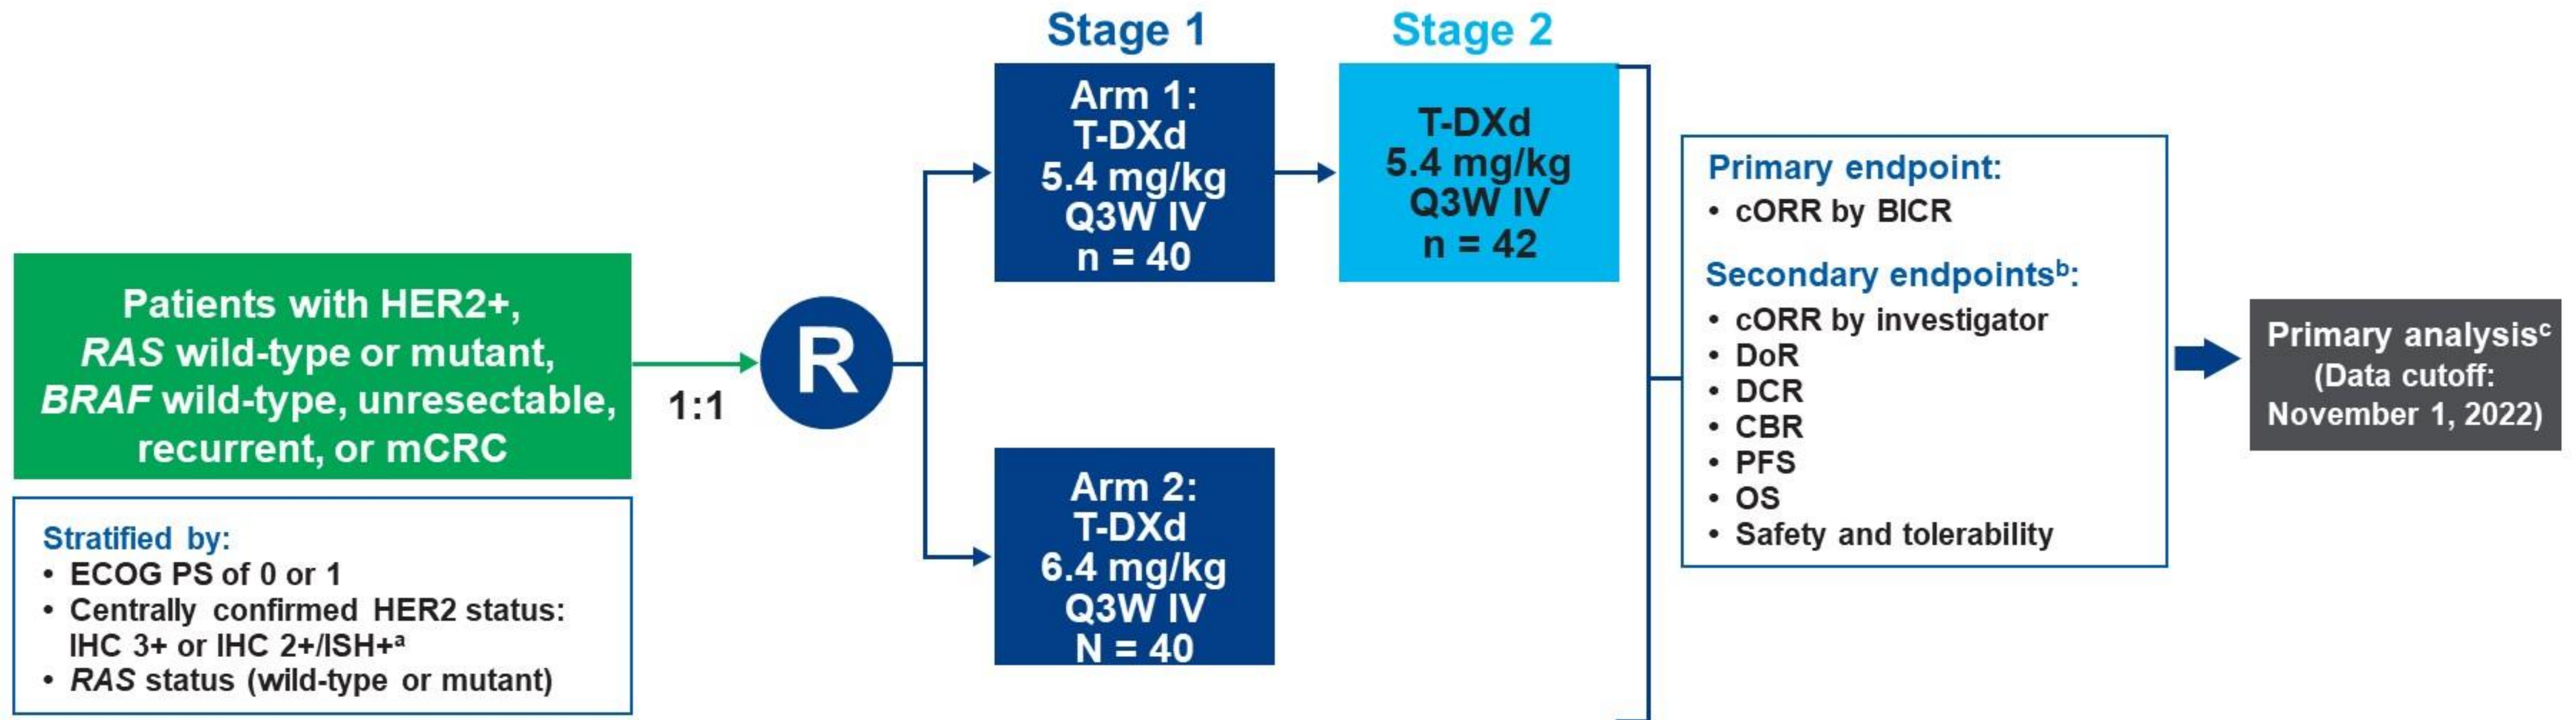 Stage 1
Stage 2
Patients with HER2+,
RAS wild-type or mutant,
BRAF wild-type, unresectable,
recurrent, or mCRC
Stratified by:
• ECOG PS of 0 or 1
• Centrally confirmed HER2 status:
IHC 3+ or IHC 2+/ISH+ᵃ
• RAS status (wild-type or mutant)
1:1
R
Arm 1:
T-DXd
5.4 mg/kg
Q3W IV
n = 40
Arm 2:
T-DXd
6.4 mg/kg
Q3W IV
N = 40
T-DXd
5.4 mg/kg
Q3W IV
n = 42
Primary endpoint:
• cORR by BICR
Secondary endpointsᵇ:
• cORR by investigator
• DoR
• DCR
• CBR
• PFS
• OS
• Safety and tolerability
Primary analysisᶜ
(Data cutoff:
November 1, 2022)